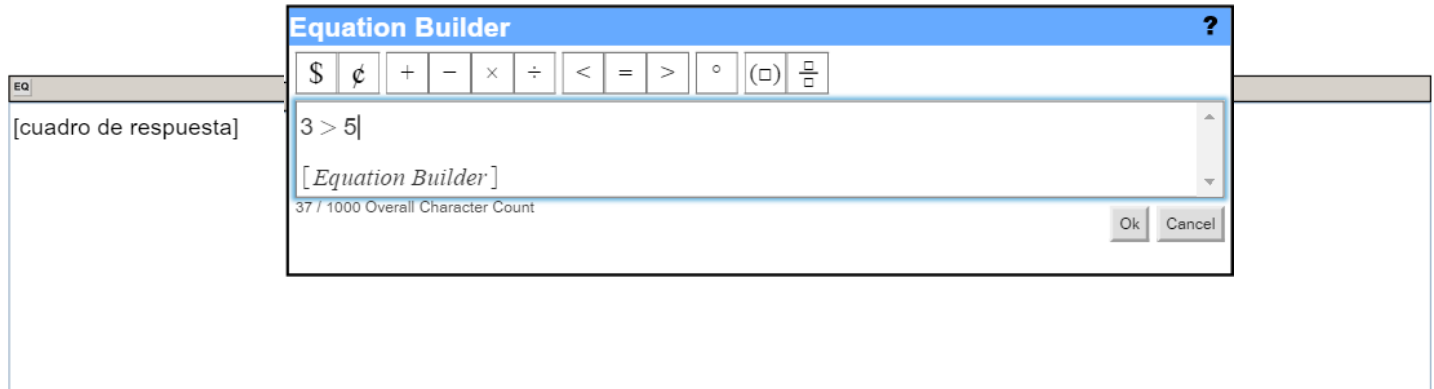 Equation Builder ?
$ ¢ + − × ÷ < = > ° (□) □/□
EQ
[cuadro de respuesta]
3 > 5
[Equation Builder]
37 / 1000 Overall Character Count
Ok Cancel